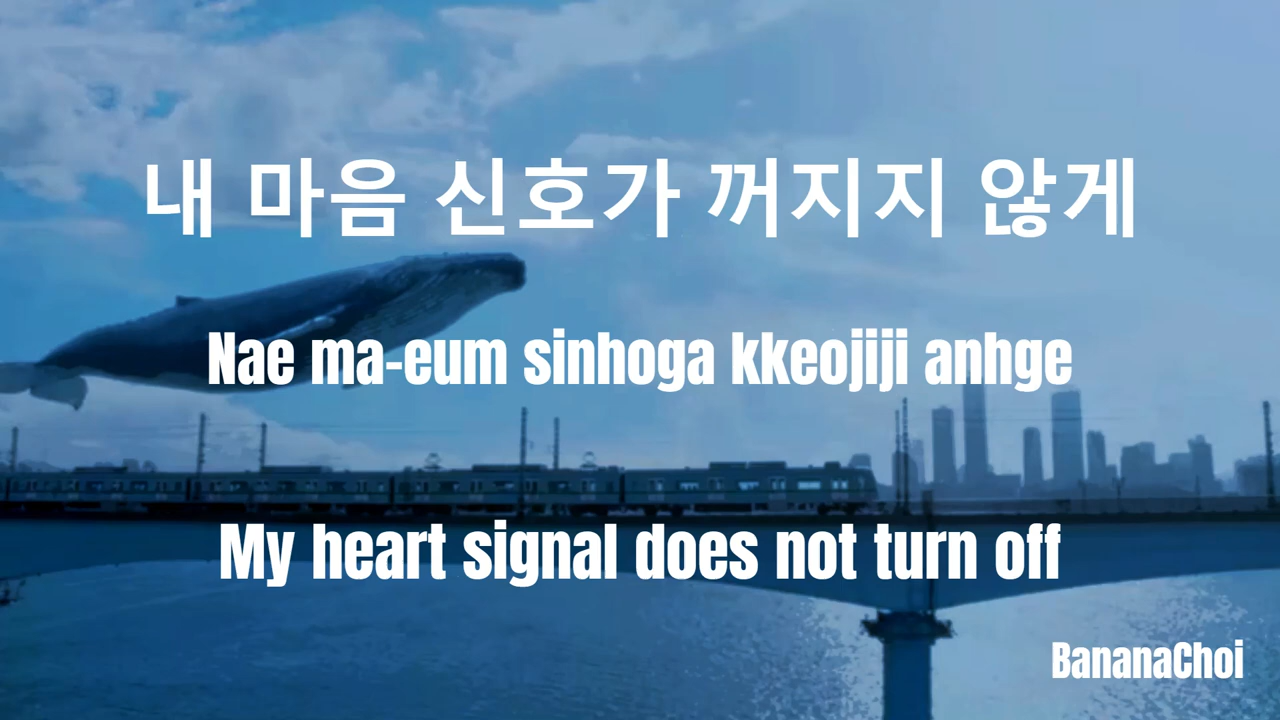 내 마음 신호가 꺼지지 않게
Nae ma-eum sinhoga kkeojiji anhge
My heart signal does not turn off
BananaChoi